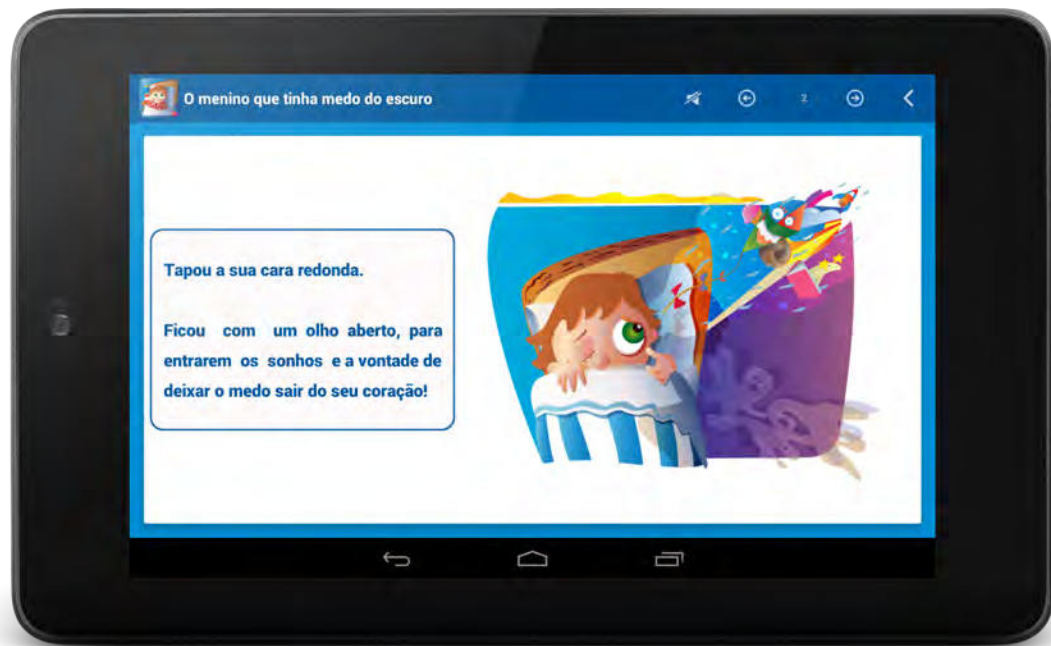 O menino que tinha medo do escuro
2
Tapou a sua cara redonda.
Ficou com um olho aberto, para
entrarem os sonhos e a vontade de
deixar o medo sair do seu coração!